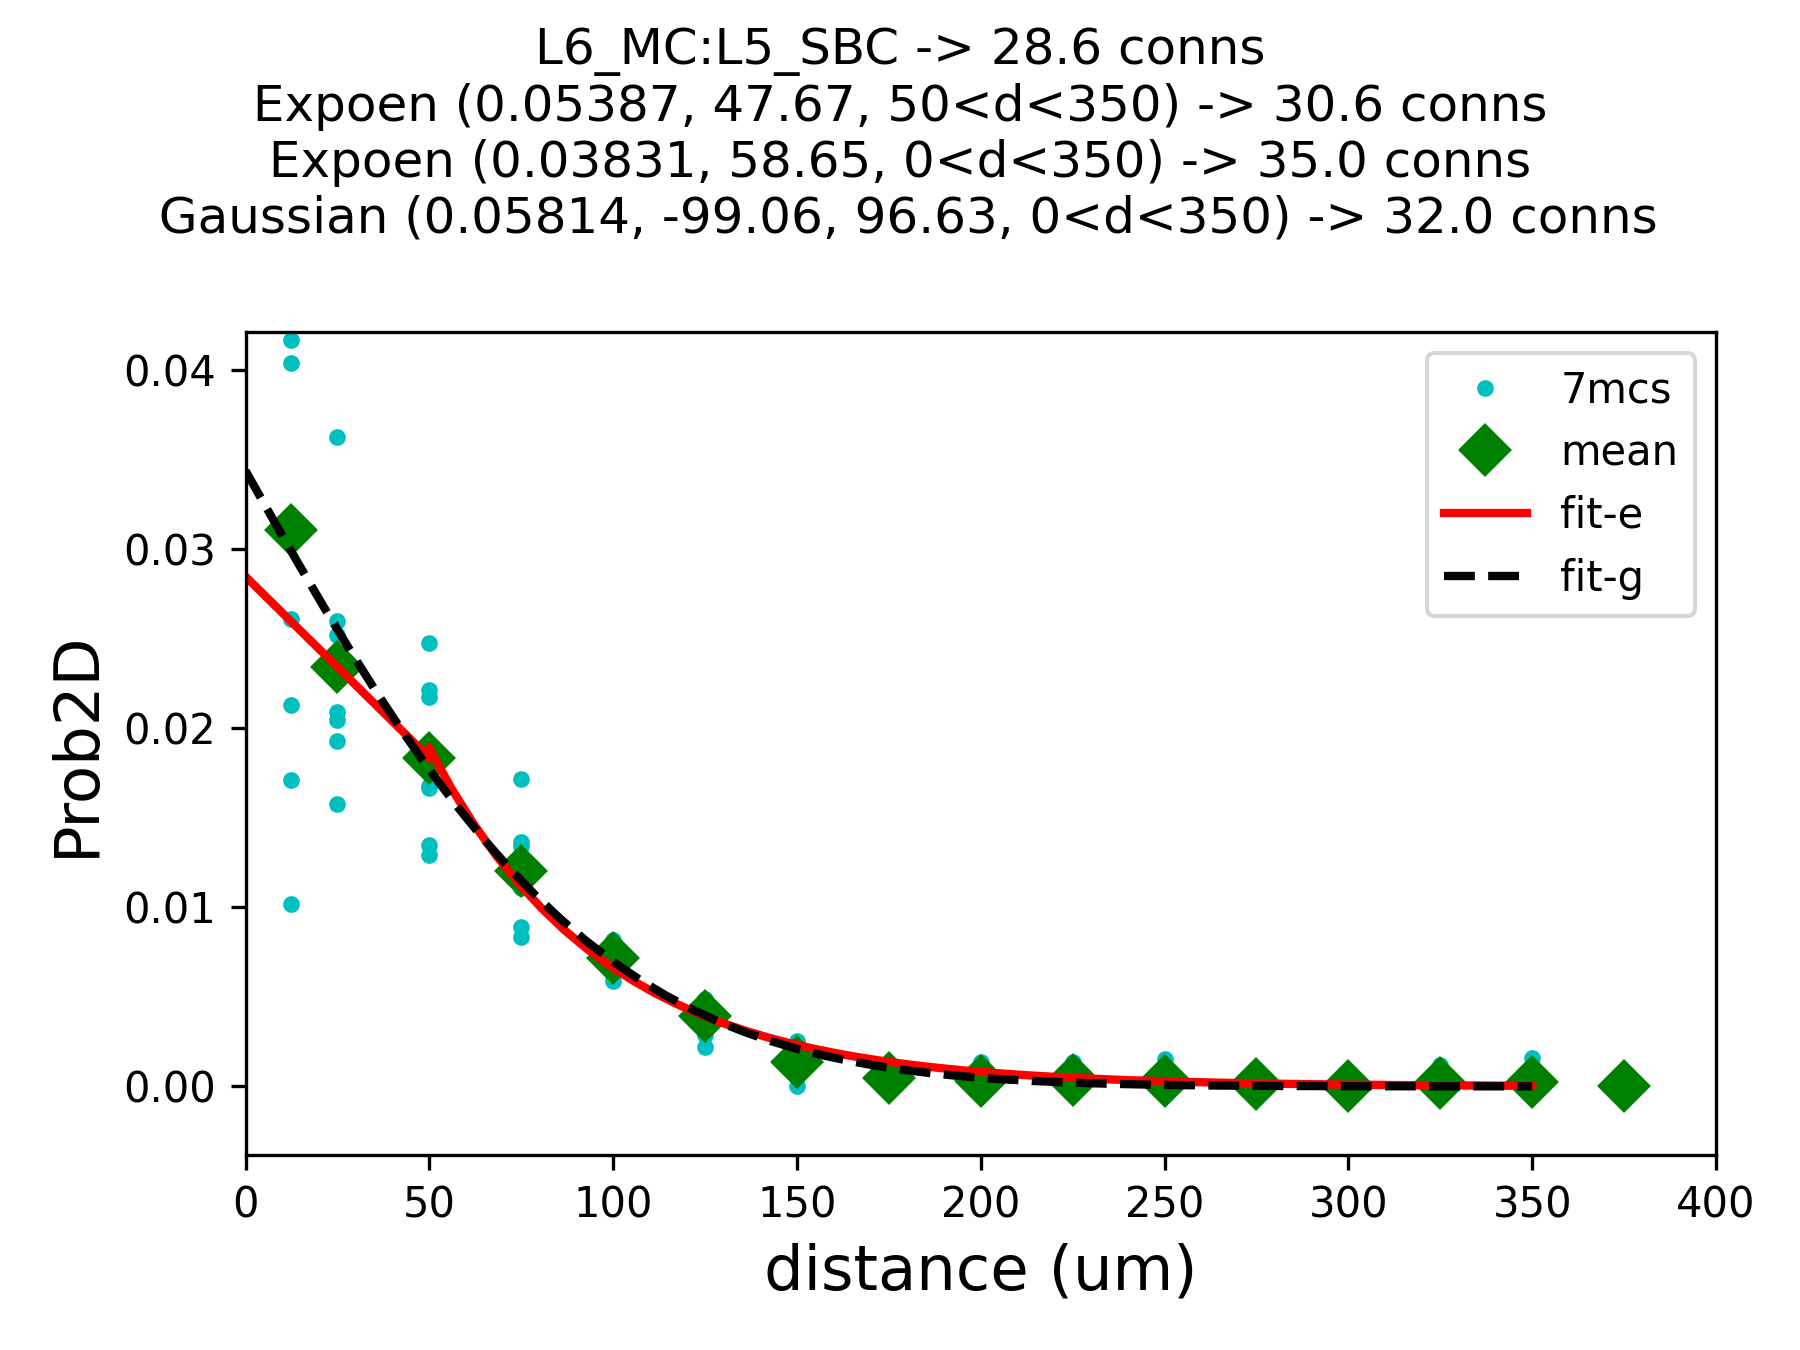 L6_MC:L5_SBC -> 28.6 conns
Expoen (0.05387, 47.67, 50<d<350) -> 30.6 conns
Expoen (0.03831, 58.65, 0<d<350) -> 35.0 conns
Gaussian (0.05814, -99.06, 96.63, 0<d<350) -> 32.0 conns
7mcs
mean
fit-e
fit-g
Prob2D
0.04
0.03
0.02
0.01
0.00
0 50 100 150 200 250 300 350 400
distance (um)